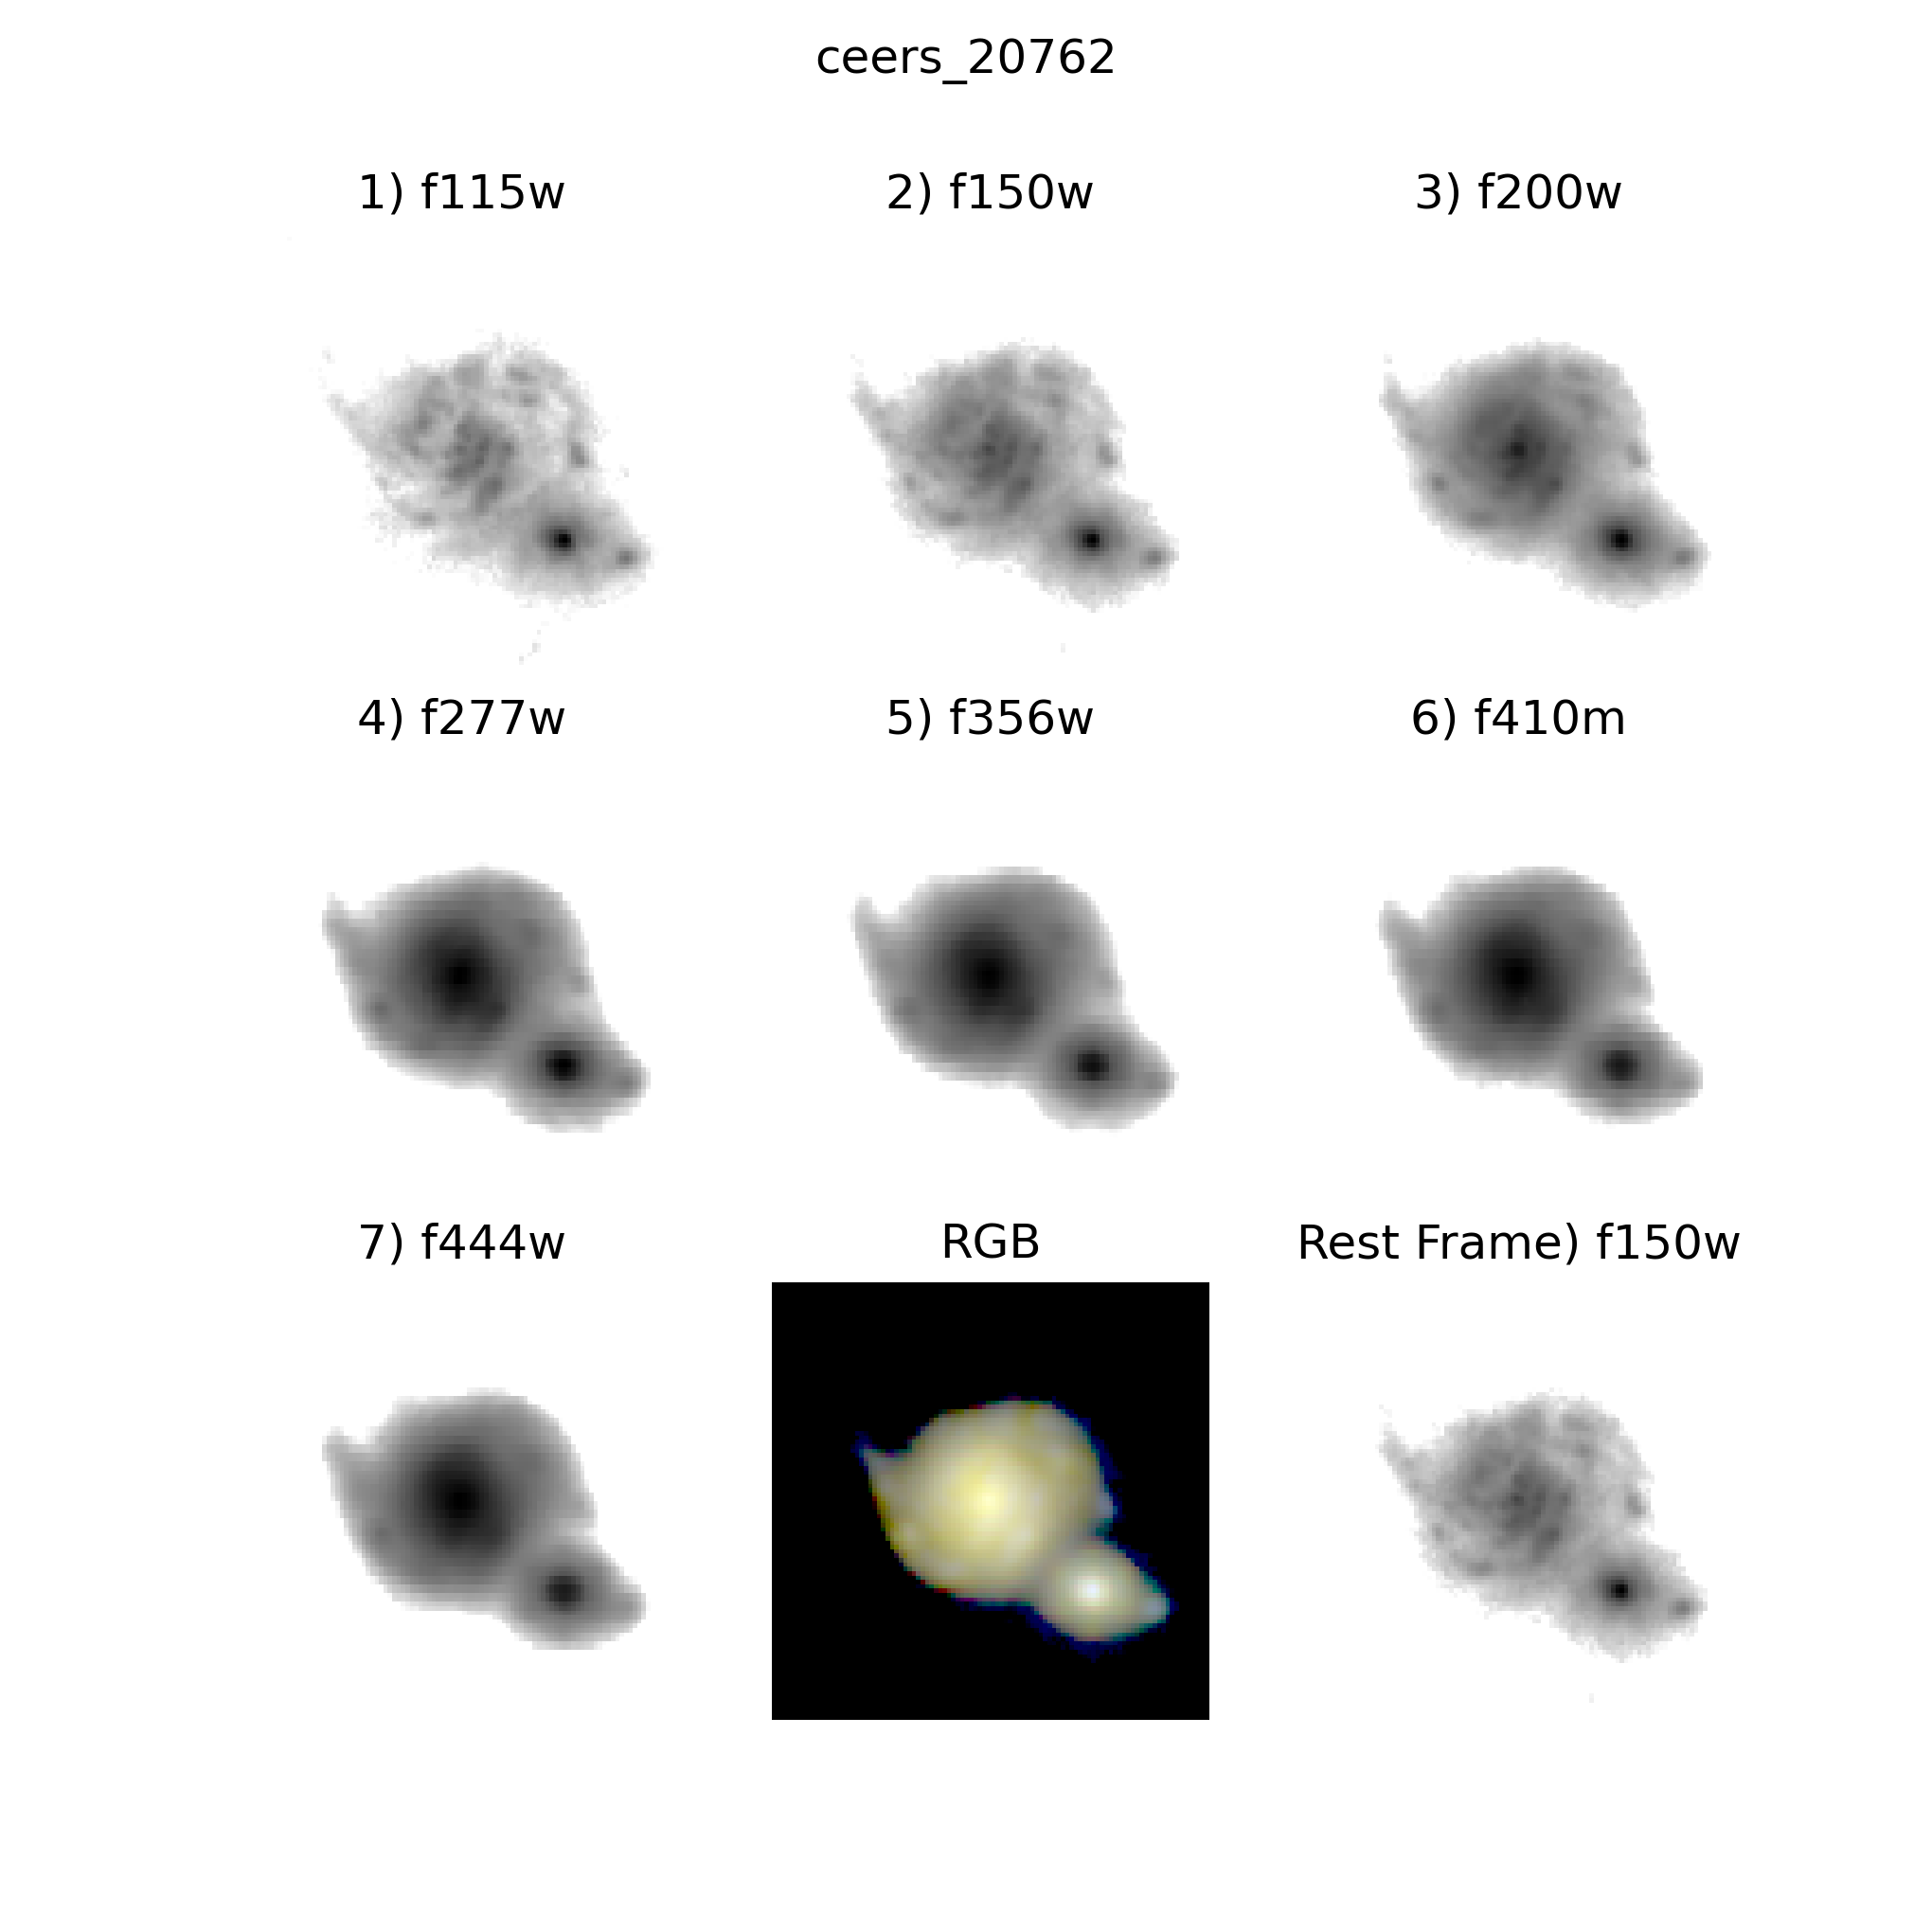 ceers_20762
1) f115w
2) f150w
3) f200w
4) f277w
5) f356w
6) f410m
7) f444w
RGB
Rest Frame) f150w